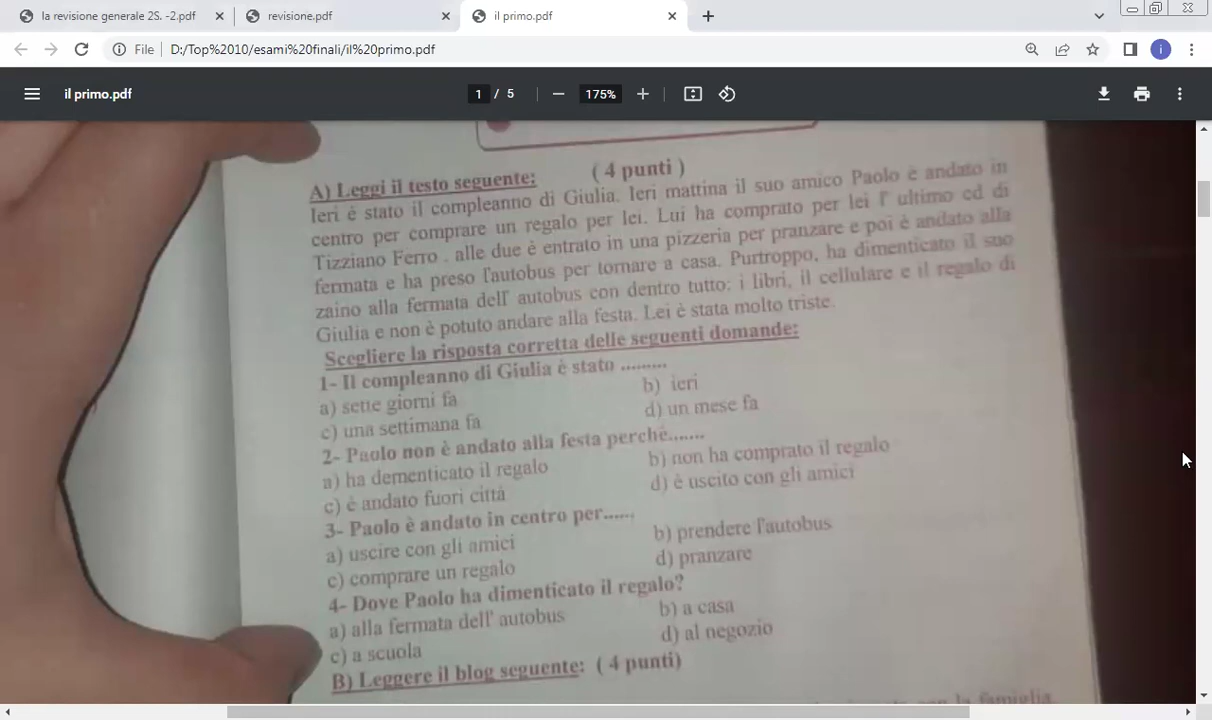 la revisione generale 2S. -2.pdf
revisione.pdf
il primo.pdf
File D:/Top%2010/esami%20finali/il%20primo.pdf
i
il primo.pdf
1 / 5
175%
A) Leggi il testo seguente: ( 4 punti )
Ieri è stato il compleanno di Giulia. Ieri mattina il suo amico Paolo è andato in
centro per comprare un regalo per lei. Lui ha comprato per lei l' ultimo cd di
Tizziano Ferro . alle due è entrato in una pizzeria per pranzare e poi è andato alla
fermata e ha preso l'autobus per tornare a casa. Purtroppo, ha dimenticato il suo
zaino alla fermata dell' autobus con dentro tutto: i libri, il cellulare e il regalo di
Giulia e non è potuto andare alla festa. Lei è stata molto triste.
Scegliere la risposta corretta delle seguenti domande:
1- Il compleanno di Giulia è stato .........
a) sette giorni fa b) ieri
c) una settimana fa d) un mese fa
2- Paolo non è andato alla festa perché.......
a) ha dementicato il regalo b) non ha comprato il regalo
c) è andato fuori città d) è uscito con gli amici
3- Paolo è andato in centro per......
a) uscire con gli amici b) prendere l'autobus
c) comprare un regalo d) pranzare
4- Dove Paolo ha dimenticato il regalo?
a) alla fermata dell' autobus b) a casa
c) a scuola d) al negozio
B) Leggere il blog seguente: ( 4 punti)
con la famiglia.